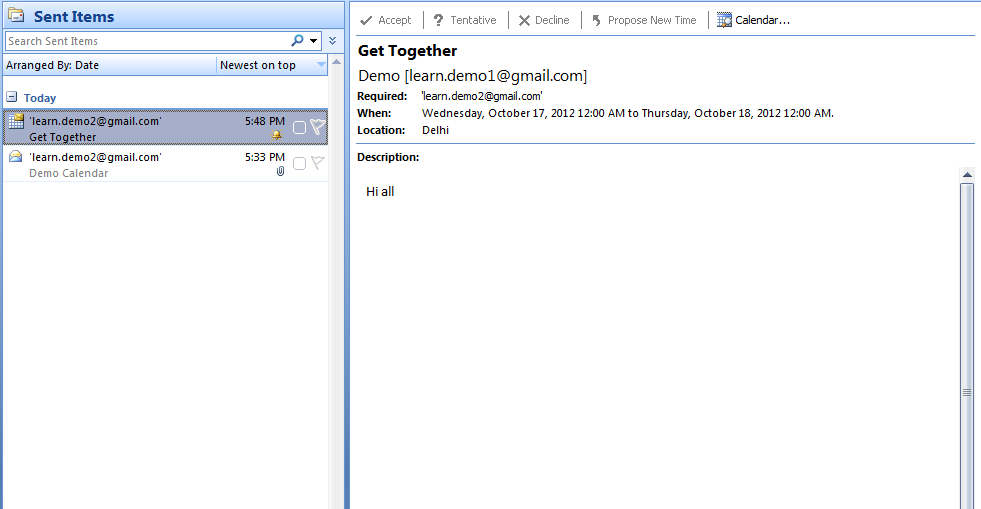 Sent Items
Search Sent Items
Arranged By: Date Newest on top
Today
'learn.demo2@gmail.com' 5:48 PM
Get Together
'learn.demo2@gmail.com' 5:33 PM
Demo Calendar
Accept Tentative Decline Propose New Time Calendar...
Get Together
Demo [learn.demo1@gmail.com]
Required: 'learn.demo2@gmail.com'
When: Wednesday, October 17, 2012 12:00 AM to Thursday, October 18, 2012 12:00 AM.
Location: Delhi
Description:
Hi all